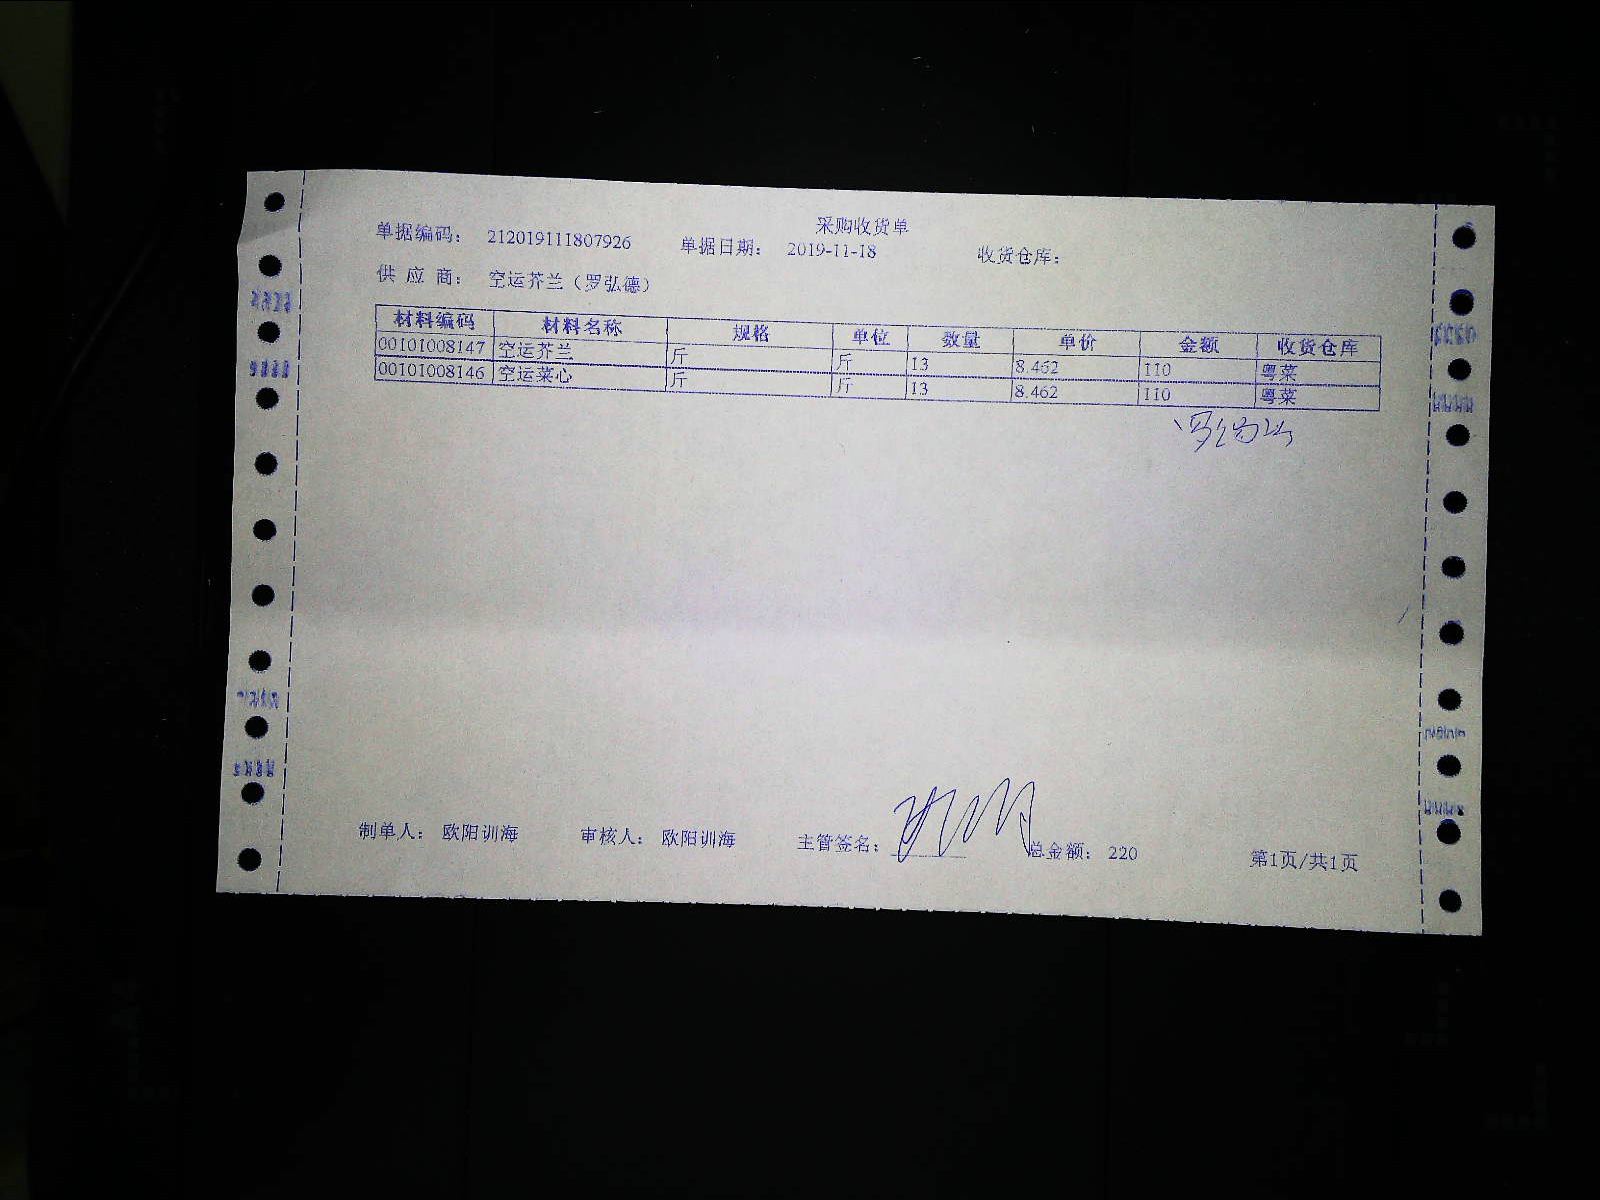 采购收货单
单据编码： 212019111807926 单据日期： 2019-11-18 收货仓库：
供 应 商： 空运芥兰（罗弘德）
材料编码 材料名称 规格 单位 数量 单价 金额 收货仓库
00101008147 空运芥兰 斤 斤 13 8.462 110 粤菜
00101008146 空运菜心 斤 斤 13 8.462 110 粤菜
制单人： 欧阳训海 审核人： 欧阳训海 主管签名： 总金额： 220 第1页/共1页